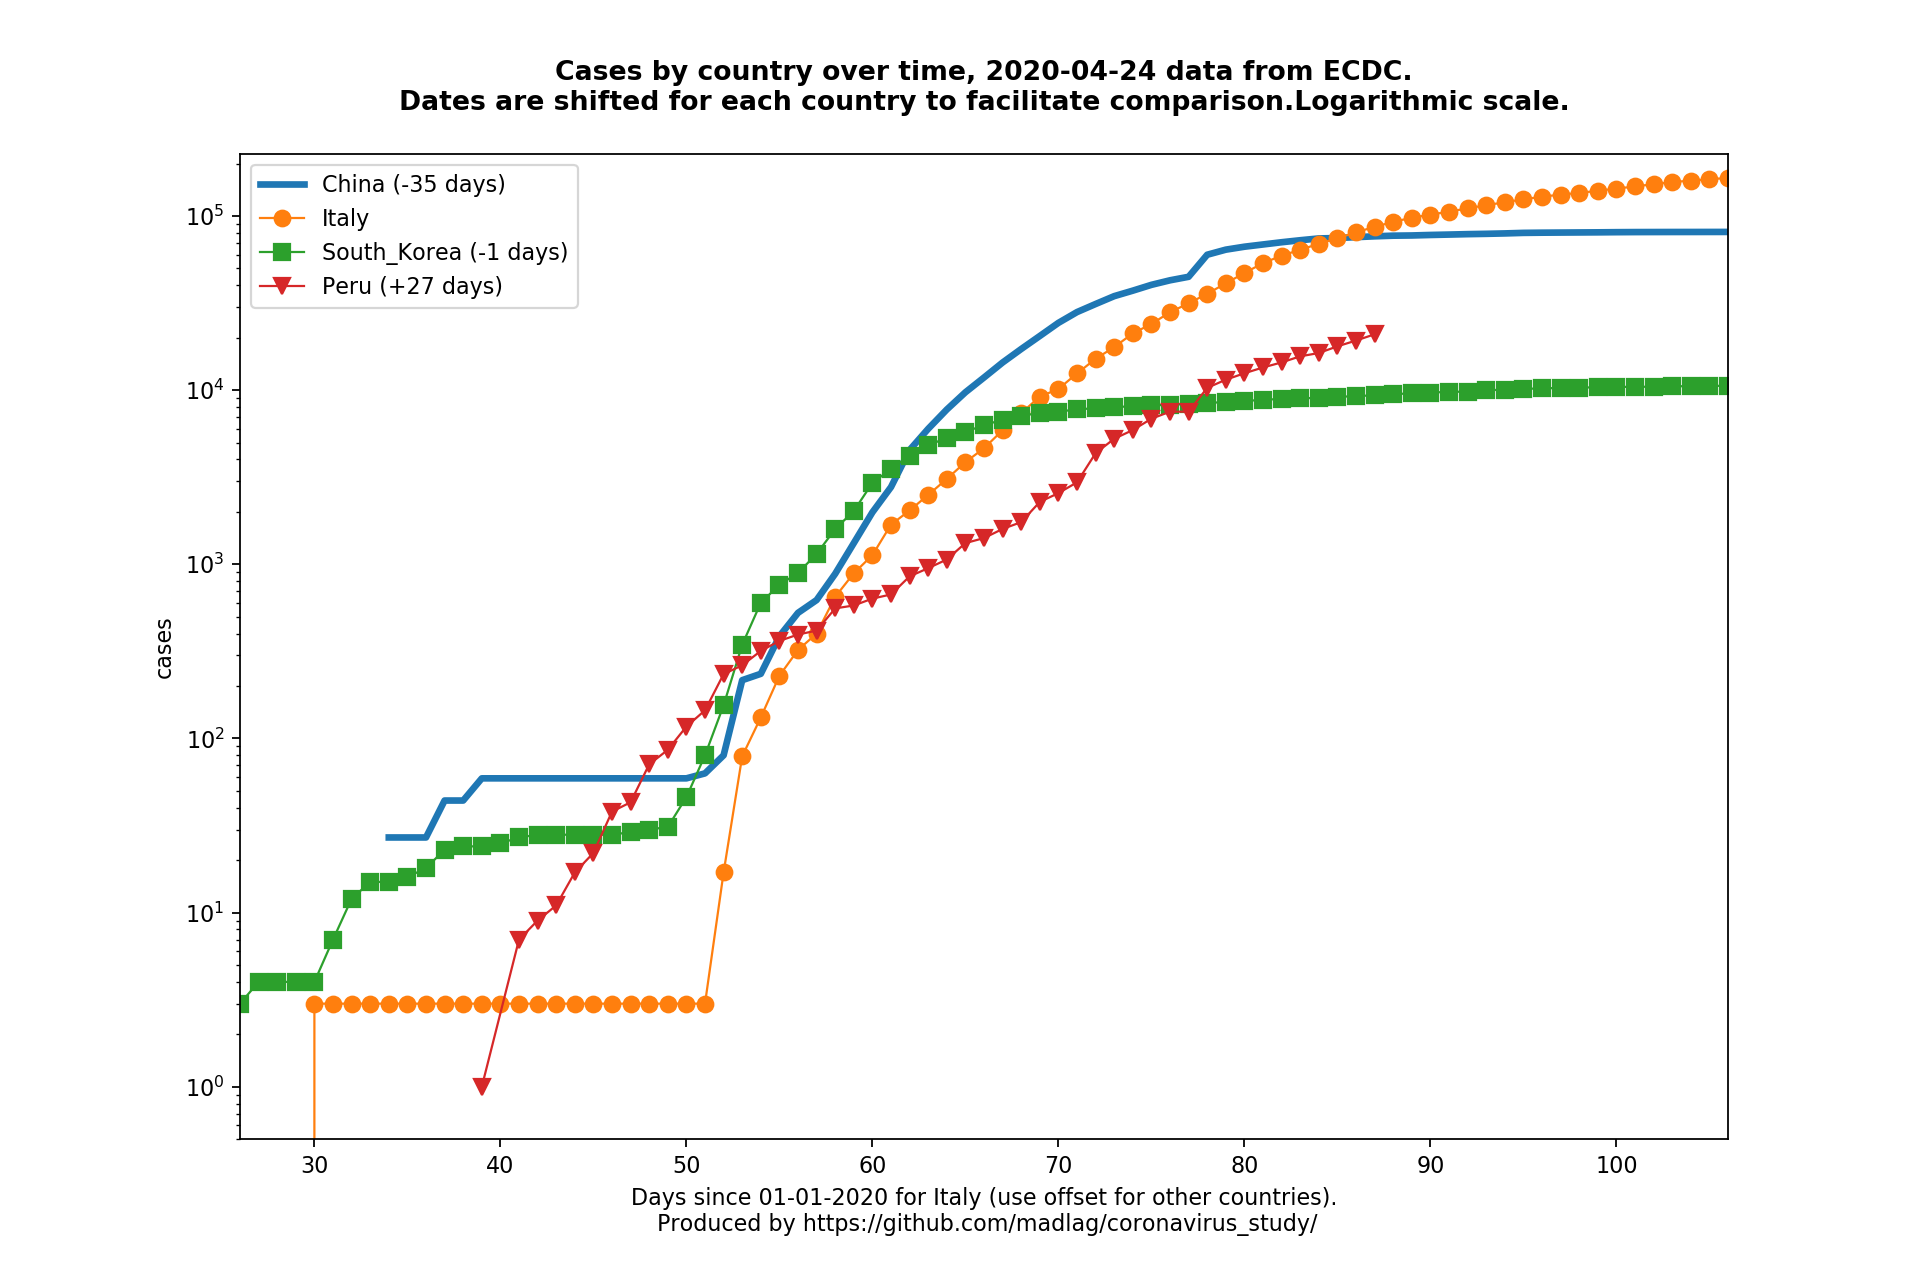 Cases by country over time, 2020-04-24 data from ECDC.
Dates are shifted for each country to facilitate comparison.Logarithmic scale.
China (-35 days)
Italy
South_Korea (-1 days)
Peru (+27 days)
10^5
10^4
10^3
10^2
10^1
10^0
cases
30 40 50 60 70 80 90 100
Days since 01-01-2020 for Italy (use offset for other countries).
Produced by https://github.com/madlag/coronavirus_study/